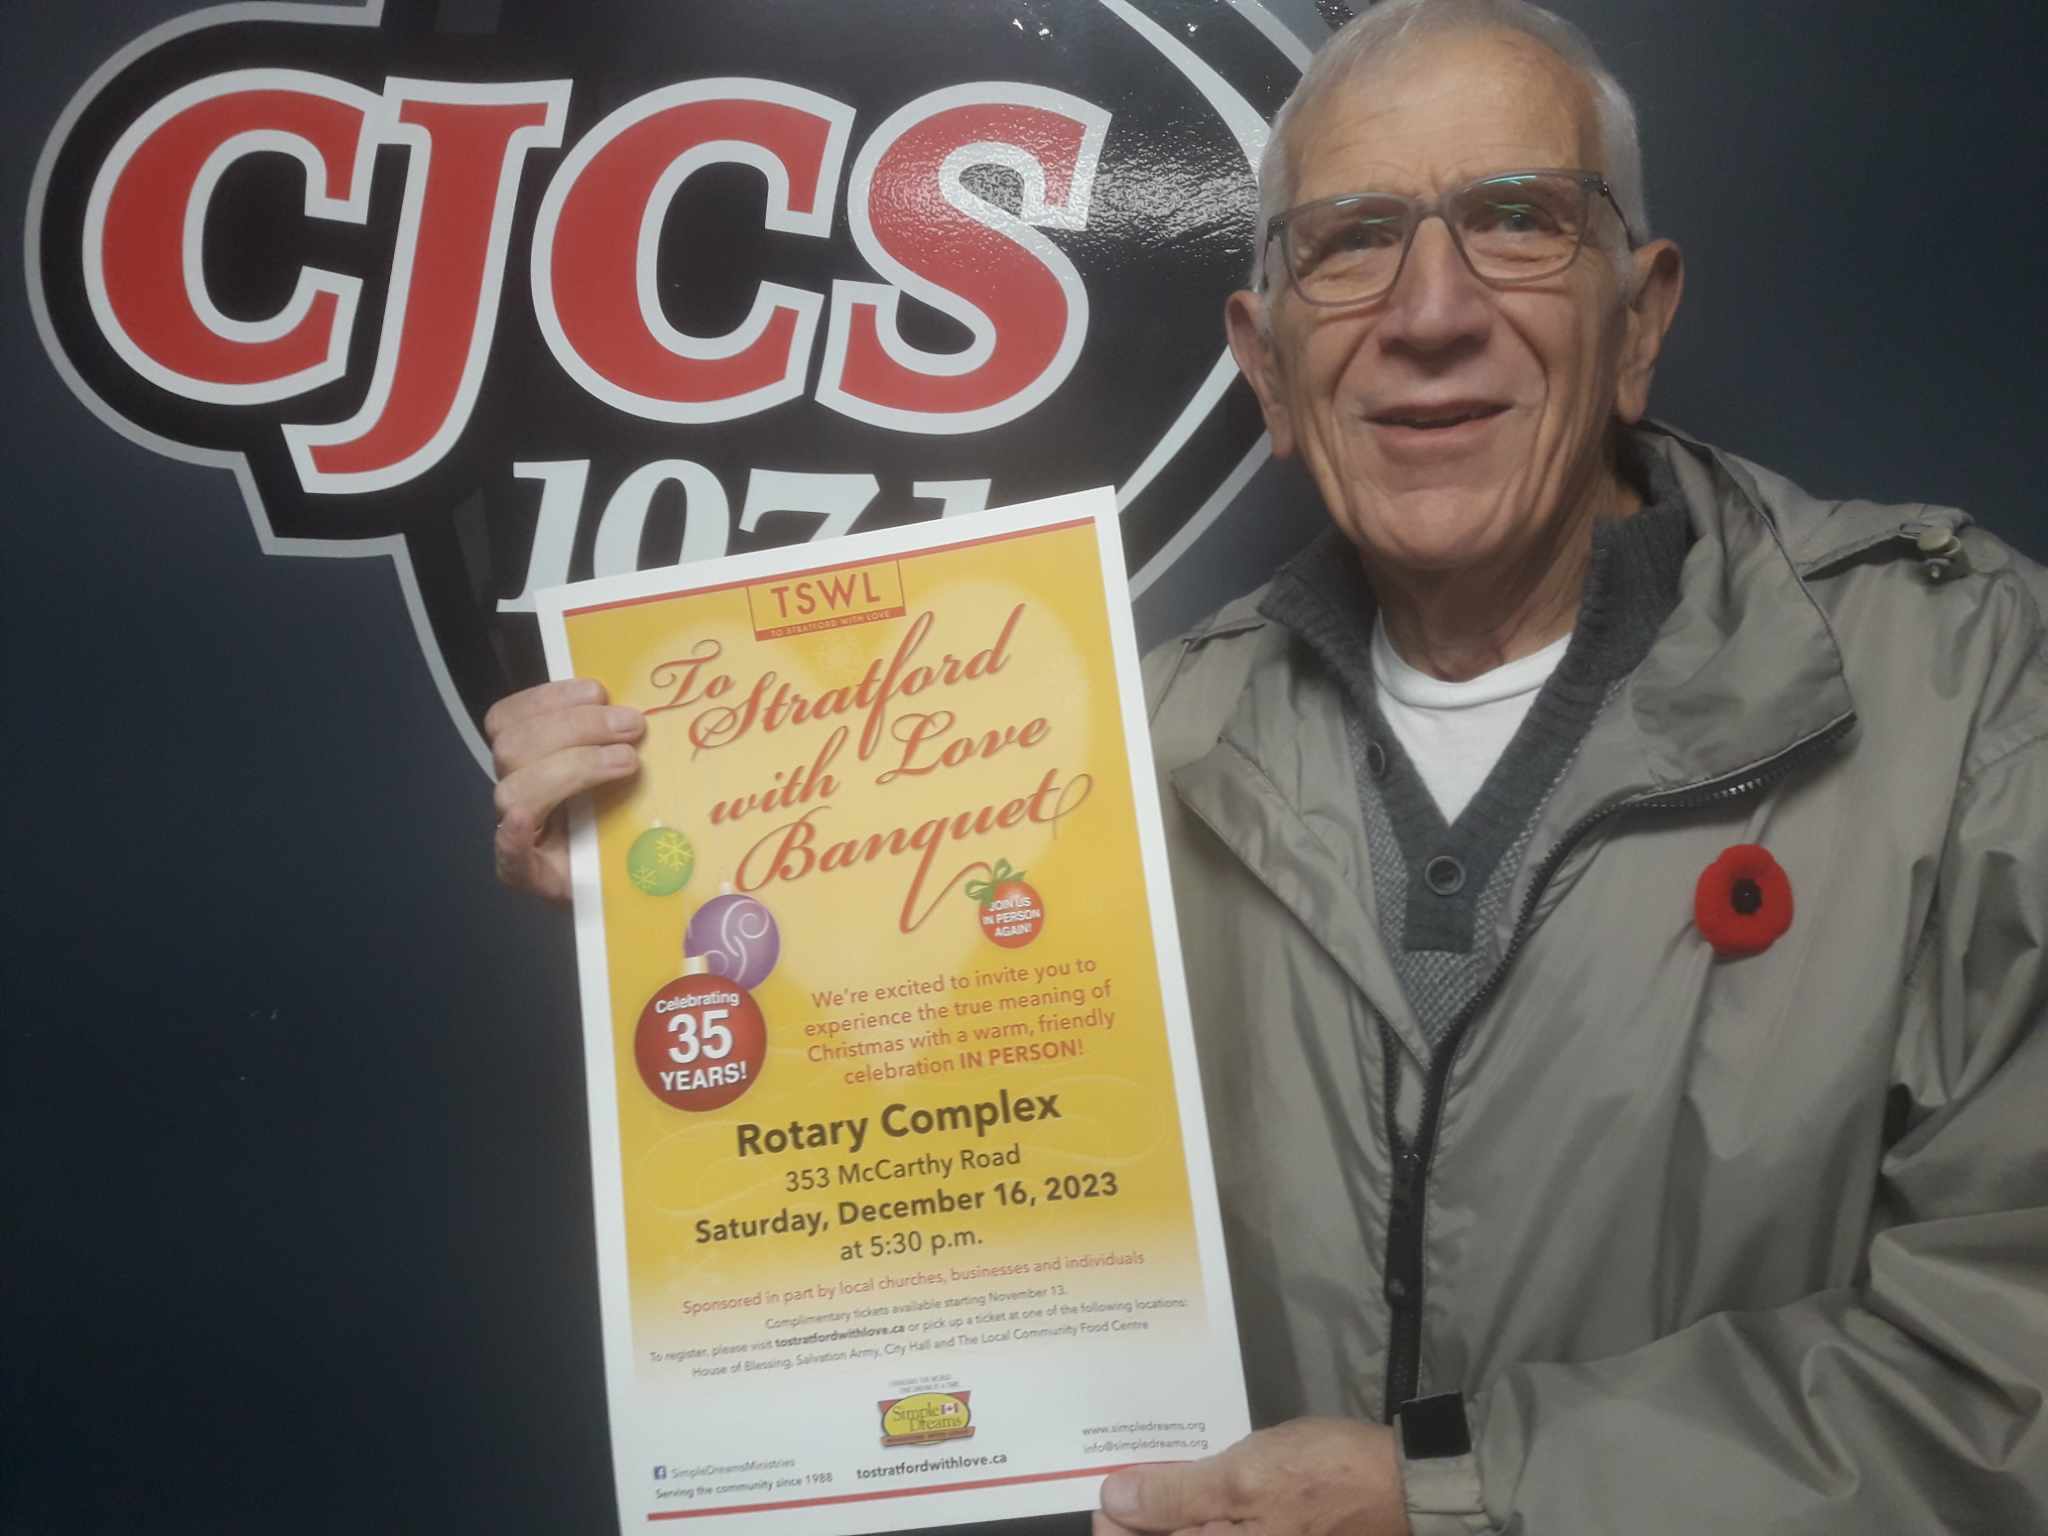 CJCS
107.1
TSWL
TO STRATFORD WITH LOVE
To
Stratford
with Love
Banquet
JOIN US
IN PERSON
AGAIN!
Celebrating
35
YEARS!
We're excited to invite you to
experience the true meaning of
Christmas with a warm, friendly
celebration IN PERSON!
Rotary Complex
353 McCarthy Road
Saturday, December 16, 2023
at 5:30 p.m.
Sponsored in part by local churches, businesses and individuals
Complimentary tickets available starting November 13.
To register, please visit tostratfordwithlove.ca or pick up a ticket at one of the following locations:
House of Blessing, Salvation Army, City Hall and The Local Community Food Centre
Simple
Dreams
www.simpledreams.org
info@simpledreams.org
SimpleDreamsMinistries
Serving the community since 1988
tostratfordwithlove.ca